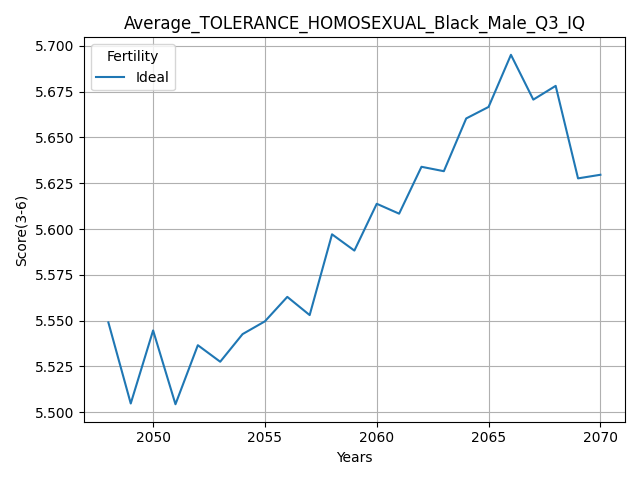 Average_TOLERANCE_HOMOSEXUAL_Black_Male_Q3_IQ
Fertility
Ideal
5.700
5.675
5.650
5.625
5.600
5.575
5.550
5.525
5.500
Score(3-6)
2050 2055 2060 2065 2070
Years